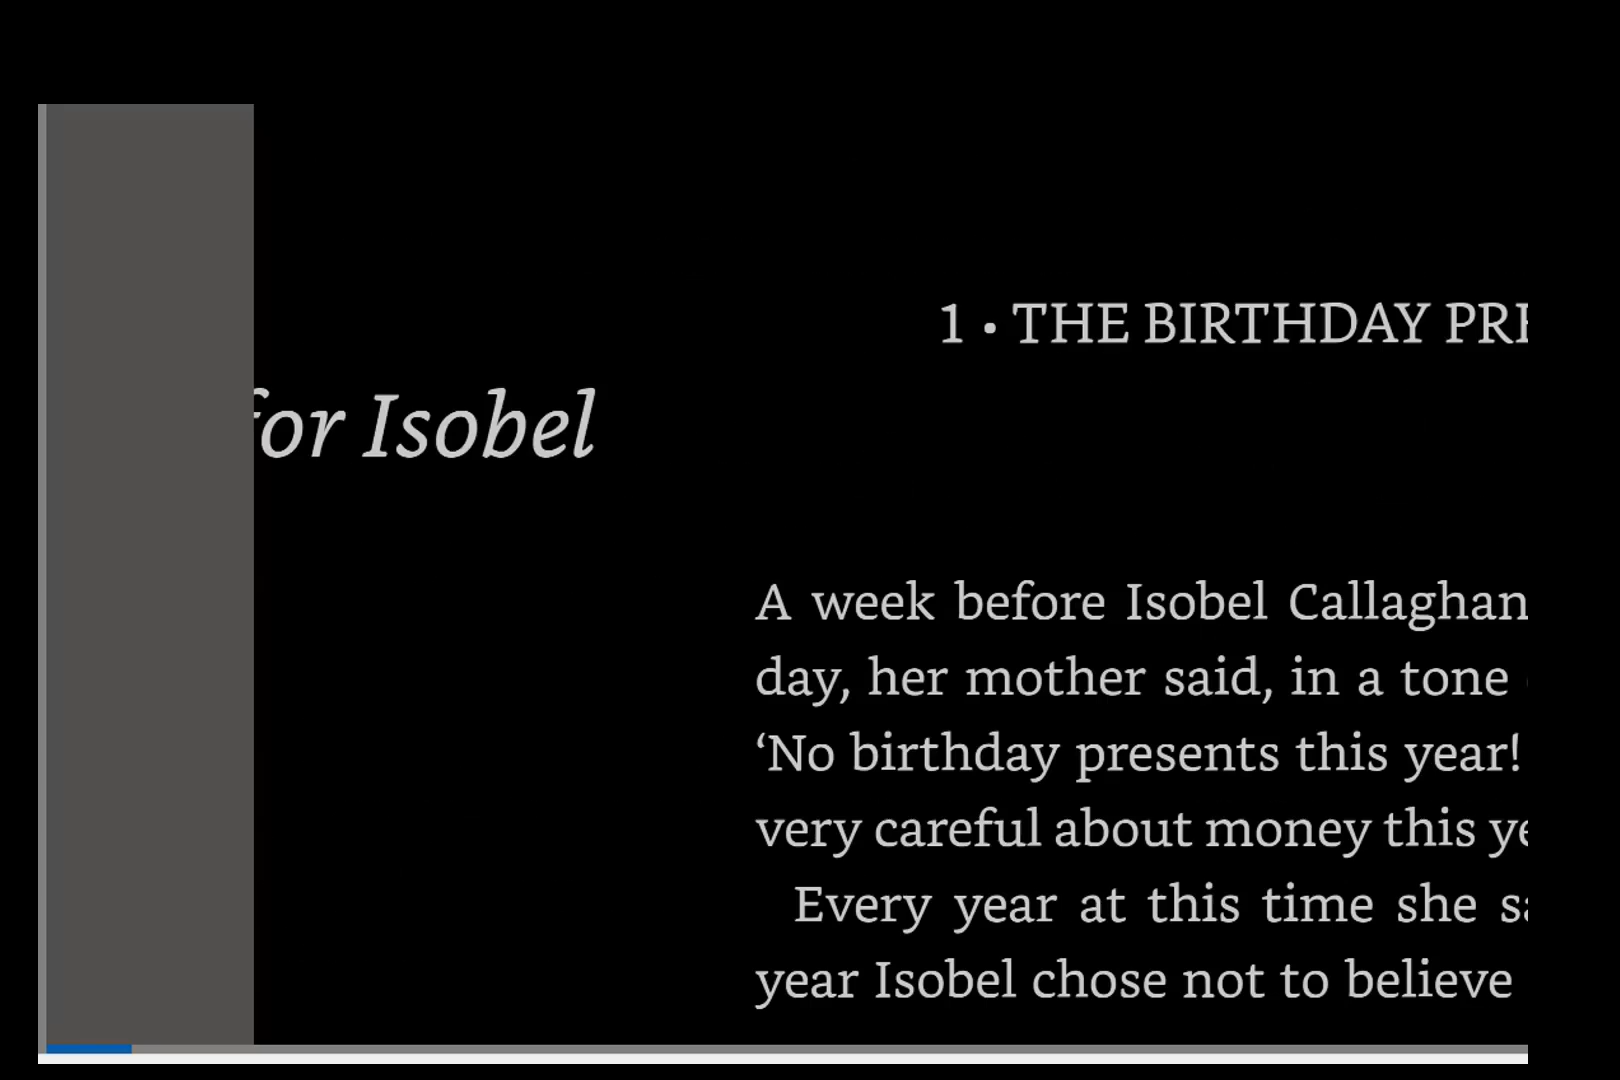 for Isobel
1 • THE BIRTHDAY
A week before Isobel Callaghan
day, her mother said, in a tone
‘No birthday presents this year!
very careful about money this
Every year at this time she
year Isobel chose not to believe